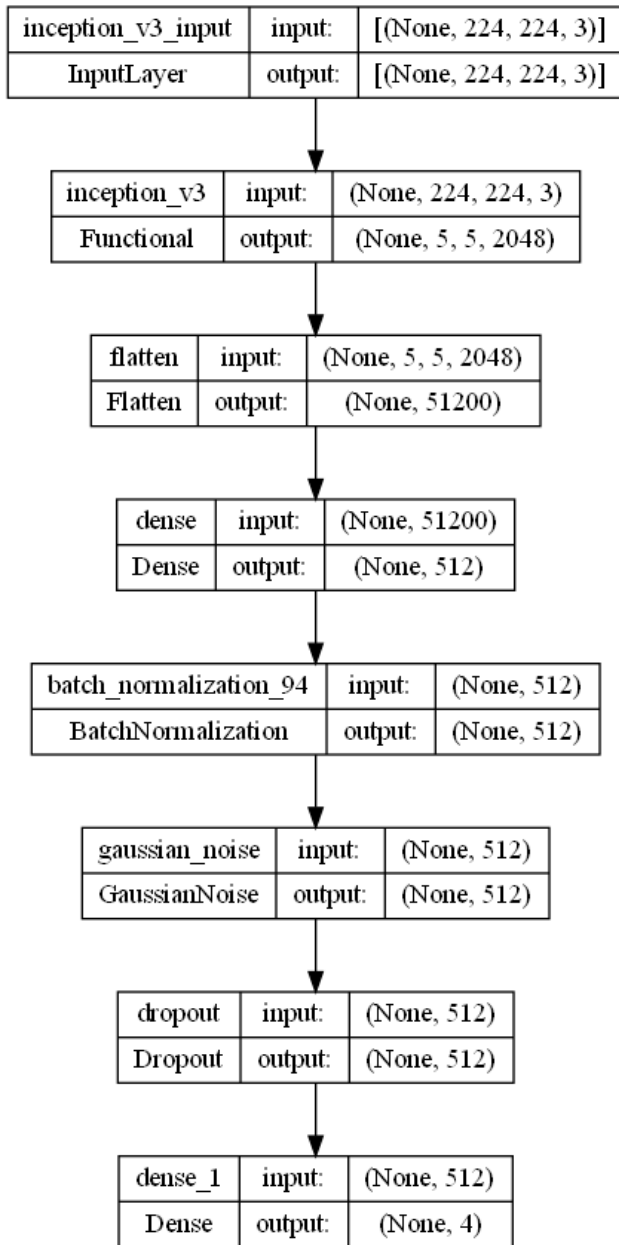 inception_v3_input input: [(None, 224, 224, 3)]
InputLayer output: [(None, 224, 224, 3)]
inception_v3 input: (None, 224, 224, 3)
Functional output: (None, 5, 5, 2048)
flatten input: (None, 5, 5, 2048)
Flatten output: (None, 51200)
dense input: (None, 51200)
Dense output: (None, 512)
batch_normalization_94 input: (None, 512)
BatchNormalization output: (None, 512)
gaussian_noise input: (None, 512)
GaussianNoise output: (None, 512)
dropout input: (None, 512)
Dropout output: (None, 512)
dense_1 input: (None, 512)
Dense output: (None, 4)